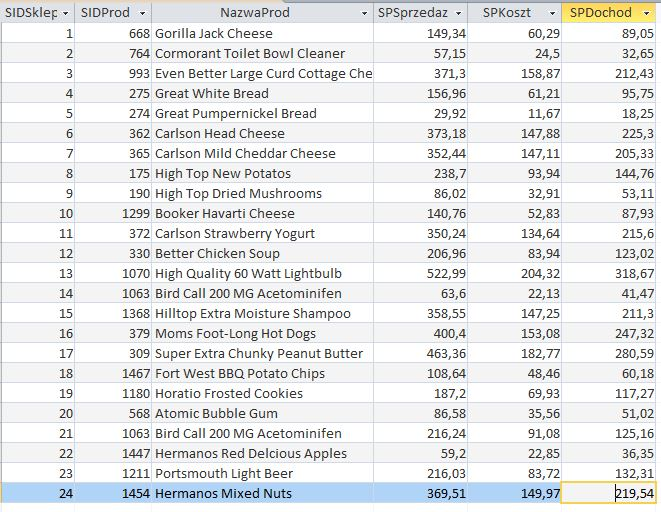 SIDSklep SIDProd NazwaProd SPSprzedaz SPKoszt SPDochod
1 668 Gorilla Jack Cheese 149,34 60,29 89,05
2 764 Cormorant Toilet Bowl Cleaner 57,15 24,5 32,65
3 993 Even Better Large Curd Cottage Che 371,3 158,87 212,43
4 275 Great White Bread 156,96 61,21 95,75
5 274 Great Pumpernickel Bread 29,92 11,67 18,25
6 362 Carlson Head Cheese 373,18 147,88 225,3
7 365 Carlson Mild Cheddar Cheese 352,44 147,11 205,33
8 175 High Top New Potatos 238,7 93,94 144,76
9 190 High Top Dried Mushrooms 86,02 32,91 53,11
10 1299 Booker Havarti Cheese 140,76 52,83 87,93
11 372 Carlson Strawberry Yogurt 350,24 134,64 215,6
12 330 Better Chicken Soup 206,96 83,94 123,02
13 1070 High Quality 60 Watt Lightbulb 522,99 204,32 318,67
14 1063 Bird Call 200 MG Acetominifen 63,6 22,13 41,47
15 1368 Hilltop Extra Moisture Shampoo 358,55 147,25 211,3
16 379 Moms Foot-Long Hot Dogs 400,4 153,08 247,32
17 309 Super Extra Chunky Peanut Butter 463,36 182,77 280,59
18 1467 Fort West BBQ Potato Chips 108,64 48,46 60,18
19 1180 Horatio Frosted Cookies 187,2 69,93 117,27
20 568 Atomic Bubble Gum 86,58 35,56 51,02
21 1063 Bird Call 200 MG Acetominifen 216,24 91,08 125,16
22 1447 Hermanos Red Delcious Apples 59,2 22,85 36,35
23 1211 Portsmouth Light Beer 216,03 83,72 132,31
24 1454 Hermanos Mixed Nuts 369,51 149,97 219,54